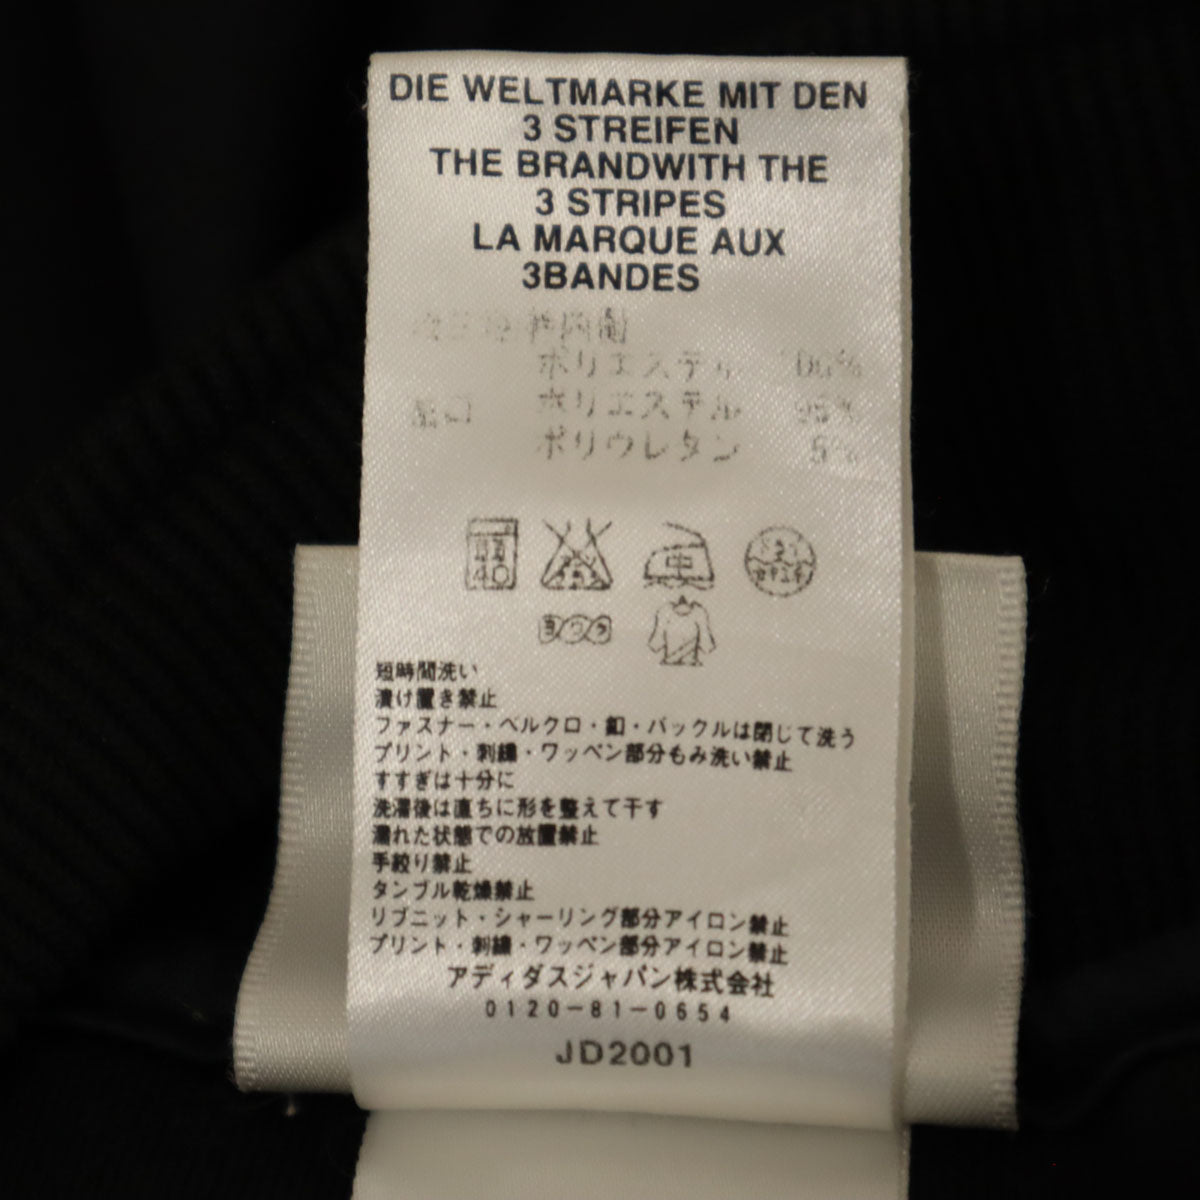 DIE WELTMARKE MIT DEN
3 STREIFEN
THE BRANDWITH THE
3 STRIPES
LA MARQUE AUX
3BANDES
ポリエステル
ポリエステル 95%
ポリウレタン 5%
40
中
短時間洗い
漬け置き禁止
ファスナー・ベルクロ・釦・バックルは閉じて洗う
プリント・刺繍・ワッペン部分もみ洗い禁止
すすぎは十分に
洗濯後は直ちに形を整えて干す
濡れた状態での放置禁止
手絞り禁止
タンブル乾燥禁止
リブニット・シャーリング部分アイロン禁止
プリント・刺繍・ワッペン部分アイロン禁止
アディダスジャパン株式会社
0120-81-0654
JD2001